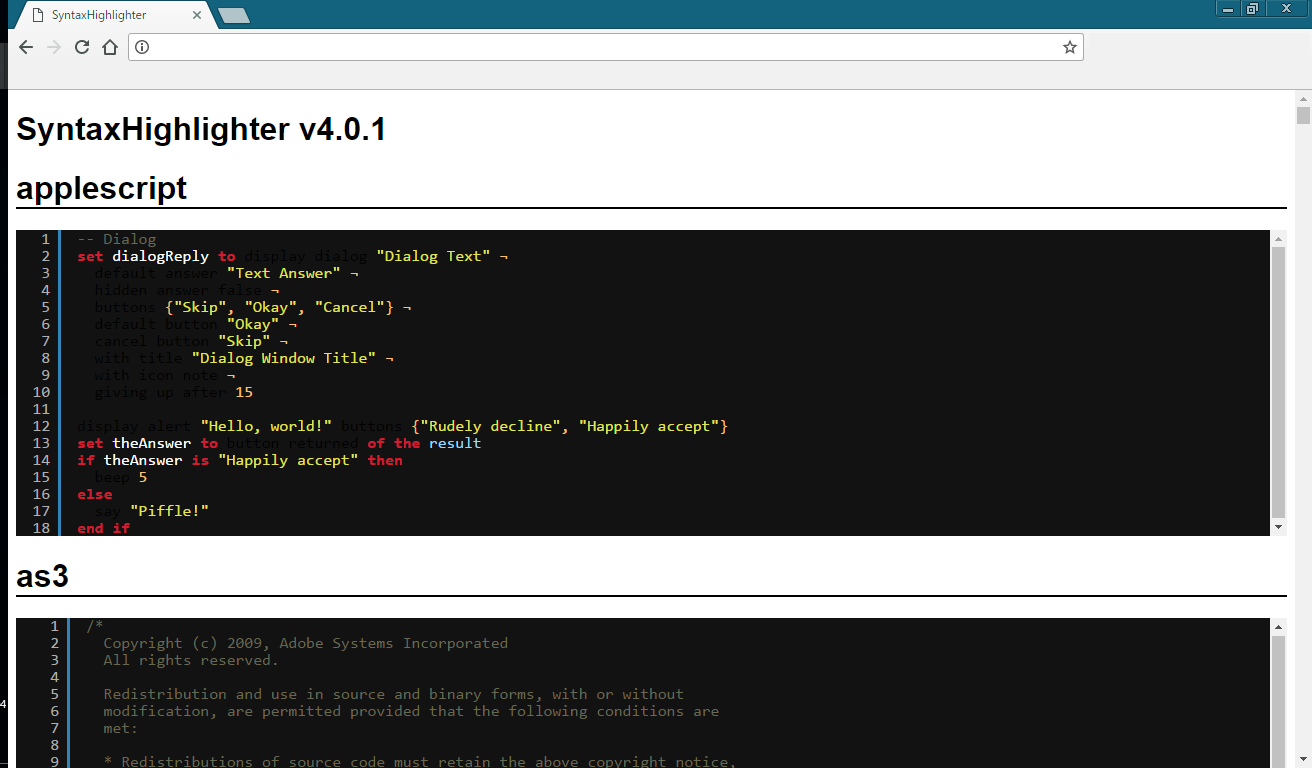 SyntaxHighlighter
SyntaxHighlighter v4.0.1
applescript
1 -- Dialog
2 set dialogReply to display dialog "Dialog Text" ¬
3 default answer "Text Answer" ¬
4 hidden answer false ¬
5 buttons {"Skip", "Okay", "Cancel"} ¬
6 default button "Okay" ¬
7 cancel button "Skip" ¬
8 with title "Dialog Window Title" ¬
9 with icon note ¬
10 giving up after 15
11
12 display alert "Hello, world!" buttons {"Rudely decline", "Happily accept"}
13 set theAnswer to button returned of the result
14 if theAnswer is "Happily accept" then
15 beep 5
16 else
17 say "Piffle!"
18 end if
as3
1 /*
2 Copyright (c) 2009, Adobe Systems Incorporated
3 All rights reserved.
4
5 Redistribution and use in source and binary forms, with or without
4
6 modification, are permitted provided that the following conditions are
7 met:
8
9 * Redistributions of source code must retain the above copyright notice,